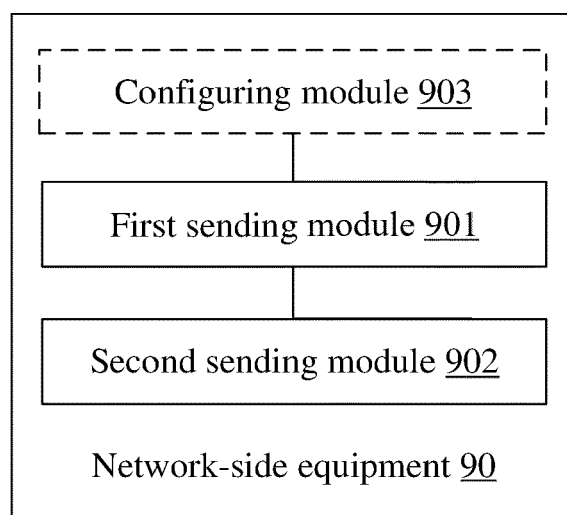 Configuring module 903
First sending module 901
Second sending module 902
Network-side equipment 90